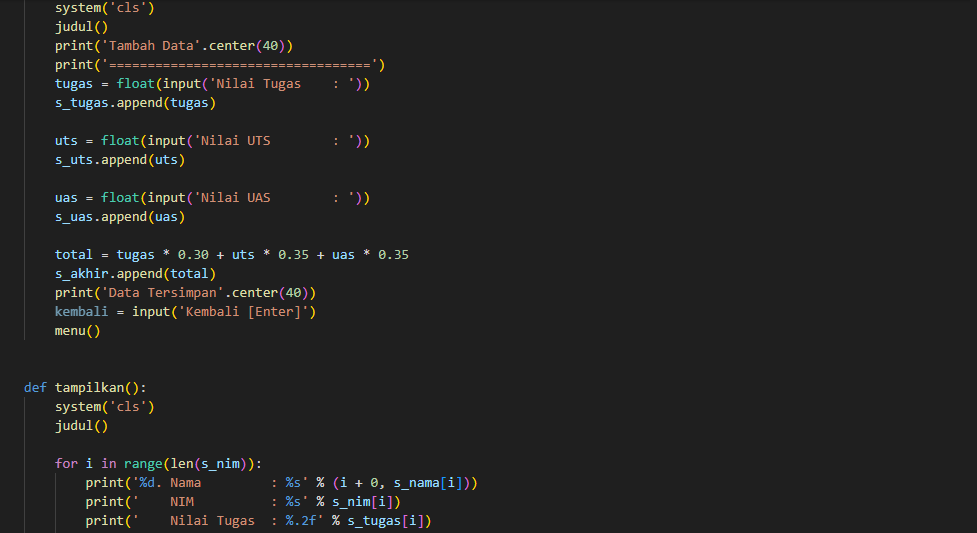 system('cls')
    judul()
    print('Tambah Data'.center(40))
    print('==================================')
    tugas = float(input('Nilai Tugas    : '))
    s_tugas.append(tugas)

    uts = float(input('Nilai UTS        : '))
    s_uts.append(uts)

    uas = float(input('Nilai UAS        : '))
    s_uas.append(uas)

    total = tugas * 0.30 + uts * 0.35 + uas * 0.35
    s_akhir.append(total)
    print('Data Tersimpan'.center(40))
    kembali = input('Kembali [Enter]')
    menu()


def tampilkan():
    system('cls')
    judul()

    for i in range(len(s_nim)):
        print('%d. Nama         : %s' % (i + 0, s_nama[i]))
        print('    NIM          : %s' % s_nim[i])
        print('    Nilai Tugas  : %.2f' % s_tugas[i])